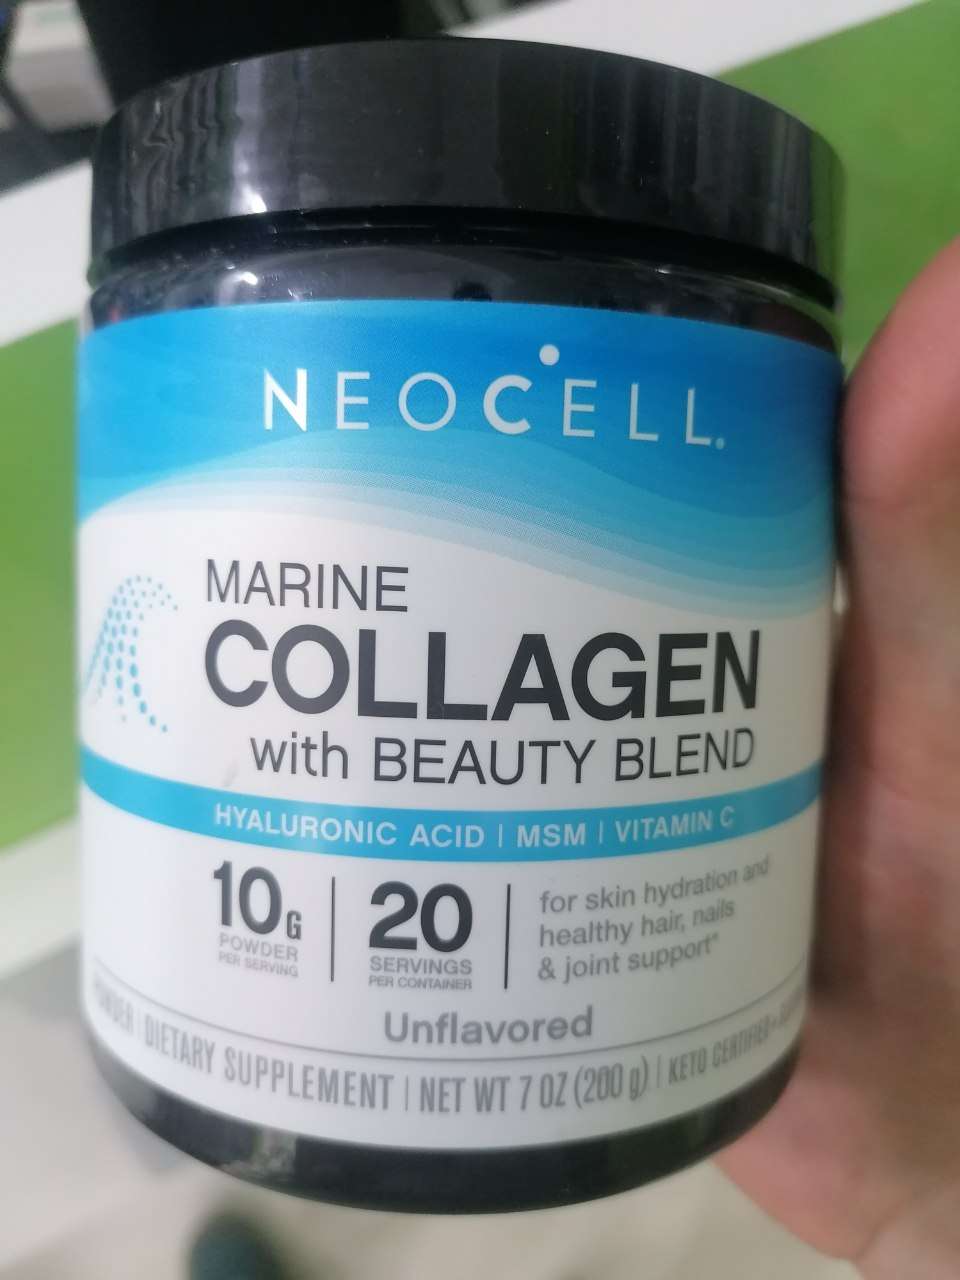 NEOCELL®
MARINE
COLLAGEN
with BEAUTY BLEND
HYALURONIC ACID | MSM | VITAMIN C
10G
POWDER
PER SERVING
20
SERVINGS
PER CONTAINER
for skin hydration and
healthy hair, nails
& joint support*
Unflavored
POWDER | DIETARY SUPPLEMENT | NET WT 7 OZ (200 g) | KETO CERTIFIED